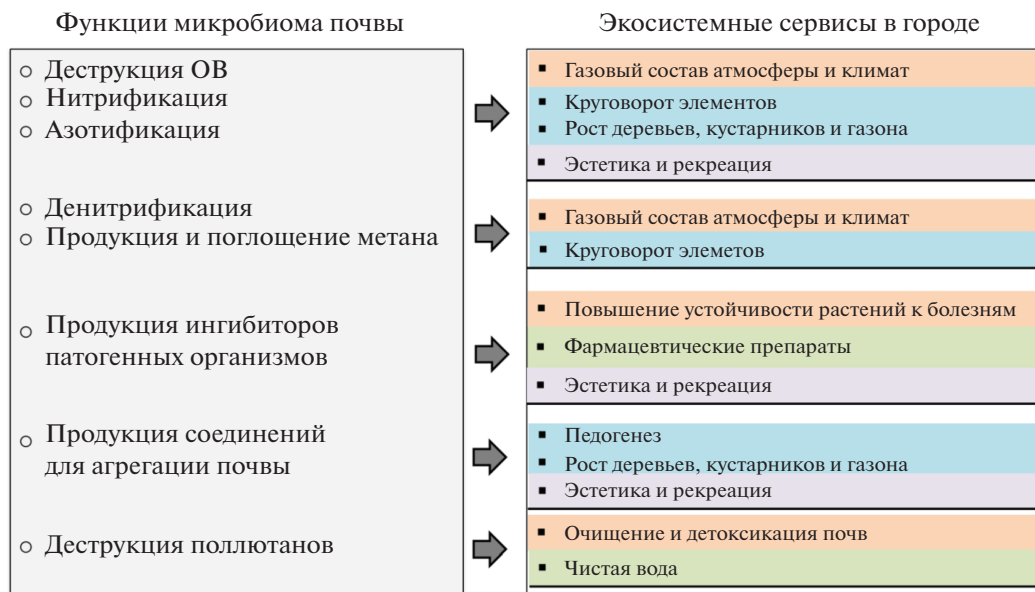 Функции микробиома почвы
Экосистемные сервисы в городе
Деструкция ОВ
Нитрификация
Азотификация
Газовый состав атмосферы и климат
Круговорот элементов
Рост деревьев, кустарников и газона
Эстетика и рекреация
Денитрификация
Продукция и поглощение метана
Газовый состав атмосферы и климат
Круговорот элеметов
Продукция ингибиторов
патогенных организмов
Повышение устойчивости растений к болезням
Фармацевтические препараты
Эстетика и рекреация
Продукция соединений
для агрегации почвы
Педогенез
Рост деревьев, кустарников и газона
Эстетика и рекреация
Деструкция поллютанов
Очищение и детоксикация почв
Чистая вода